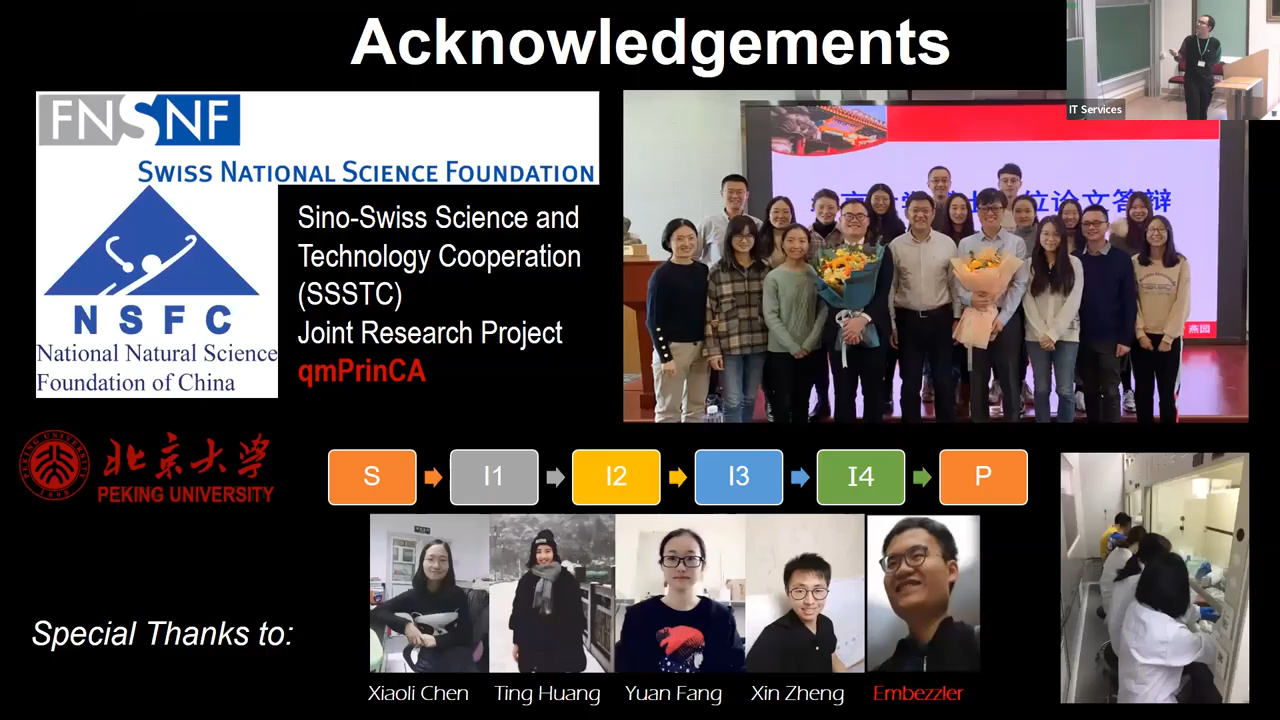 Acknowledgements
IT Services
FNSNF
SWISS NATIONAL SCIENCE FOUNDATION
Sino-Swiss Science and
Technology Cooperation
(SSSTC)
Joint Research Project
qmPrinCA
NSFC
National Natural Science
Foundation of China
燕园
北京大学
PEKING UNIVERSITY
S
I1
I2
I3
I4
P
Special Thanks to:
Xiaoli Chen
Ting Huang
Yuan Fang
Xin Zheng
Embezzler